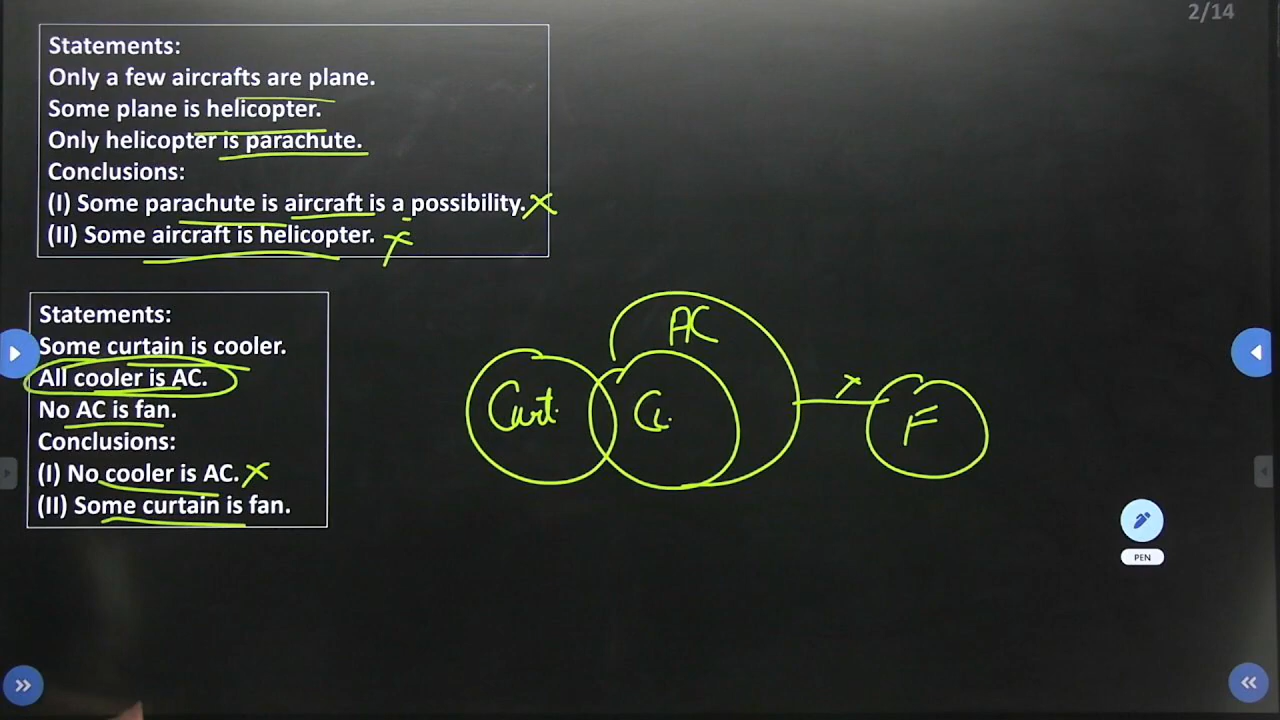 2/14
Statements:
Only a few aircrafts are plane.
Some plane is helicopter.
Only helicopter is parachute.
Conclusions:
(I) Some parachute is aircraft is a possibility.
(II) Some aircraft is helicopter.
Statements:
Some curtain is cooler.
All cooler is AC.
No AC is fan.
Conclusions:
(I) No cooler is AC.
(II) Some curtain is fan.
AC
Curt.
F
PEN